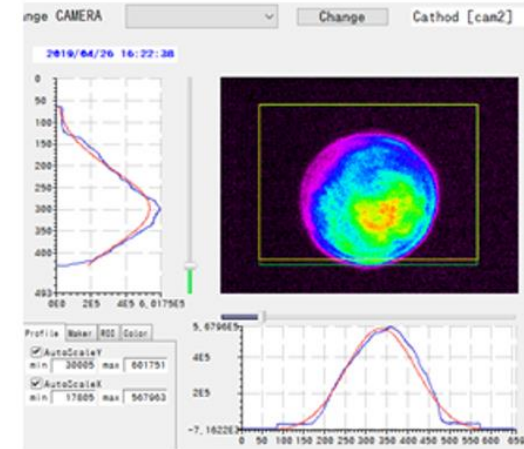 nge CAMERA Change Cathod [cam2]
2019/04/26 16:22:38
0
50
100
150
200
250
300
350
400
493
0E0 2E5 4E5 6,0175E5
Profile Maker ROI Color
AutoScaleY
min 30005 max 601751
AutoScaleX
min 17805 max 567963
5,6796E5
4E5
2E5
-7,1622E3
0 50 100 150 200 250 300 350 400 450 500 550 600 659